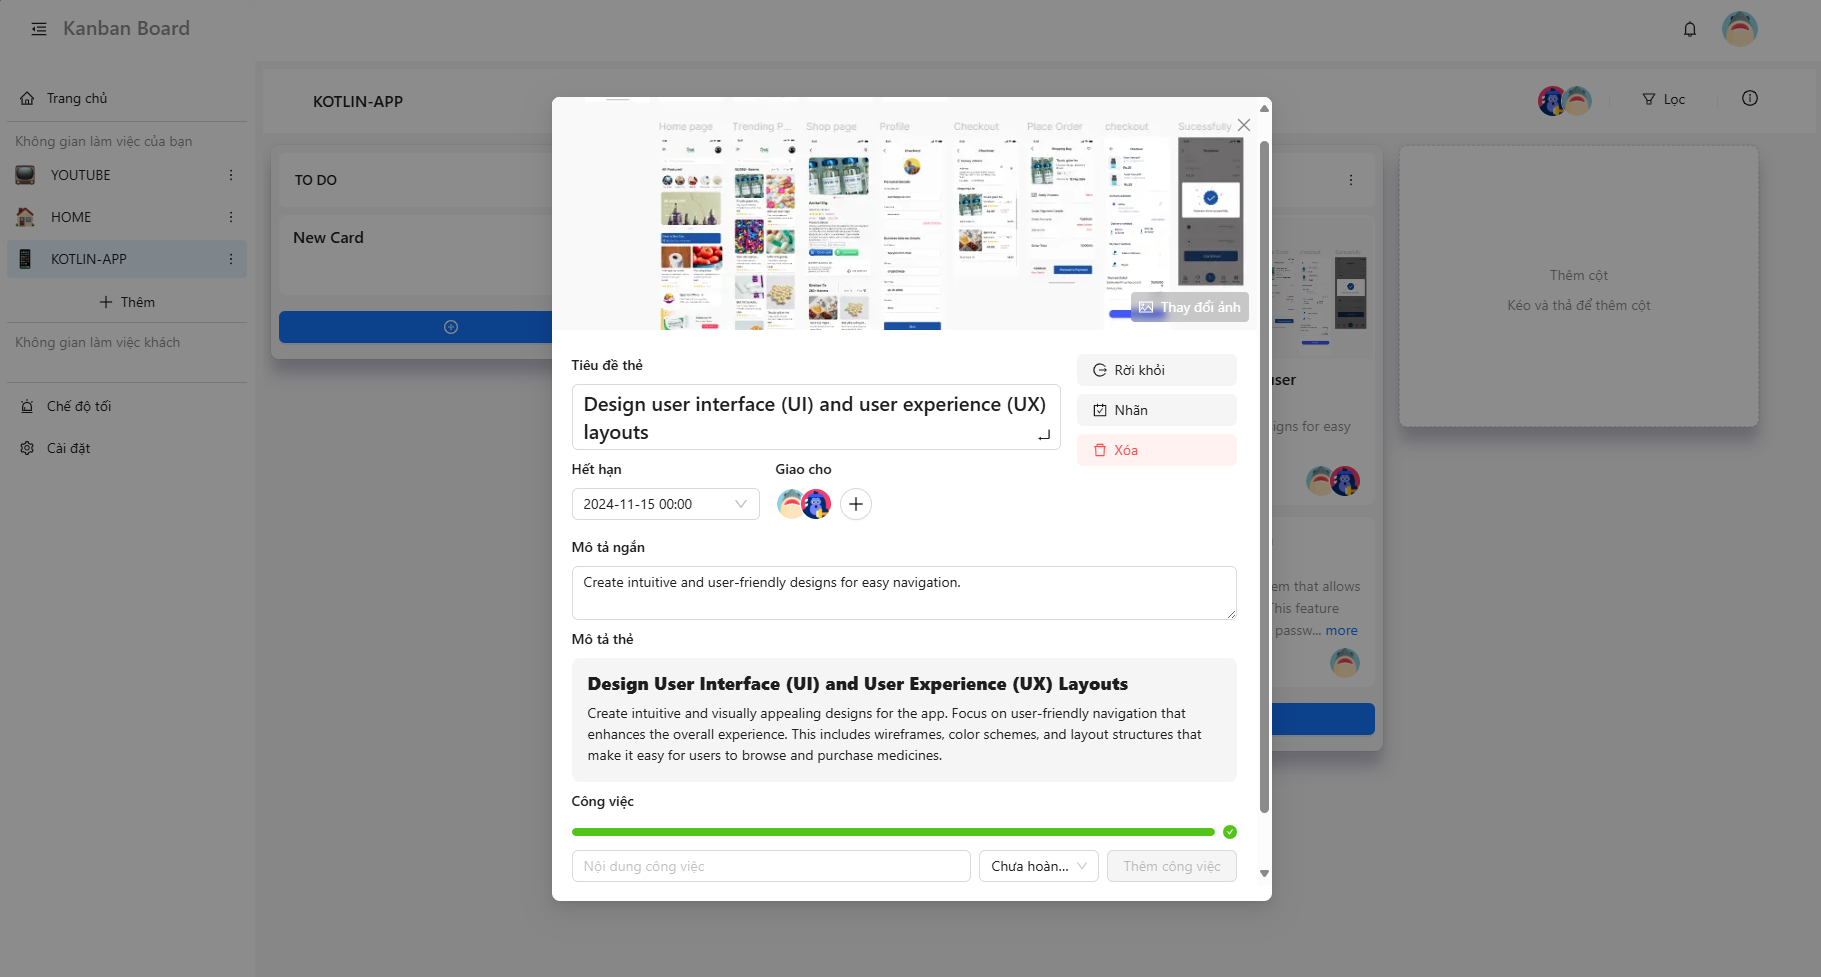 Kanban Board
Trang chủ
Không gian làm việc của bạn
YOUTUBE
HOME
KOTLIN-APP
Thêm
Không gian làm việc khách
Chế độ tối
Cài đặt
KOTLIN-APP
Lọc
TO DO
New Card
Home page
Trending P...
Shop page
Profile
Checkout
Place Order
checkout
Sucessfully
Thay đổi ảnh
Tiêu đề thẻ
Design user interface (UI) and user experience (UX)
layouts
Rời khỏi
Nhãn
Xóa
Hết hạn
Giao cho
2024-11-15 00:00
Mô tả ngắn
Create intuitive and user-friendly designs for easy navigation.
Mô tả thẻ
Design User Interface (UI) and User Experience (UX) Layouts
Create intuitive and visually appealing designs for the app. Focus on user-friendly navigation that
enhances the overall experience. This includes wireframes, color schemes, and layout structures that
make it easy for users to browse and purchase medicines.
Công việc
Nội dung công việc
Chưa hoàn...
Thêm công việc
signs for easy
em that allows
This feature
passw... more
Thêm cột
Kéo và thả để thêm cột